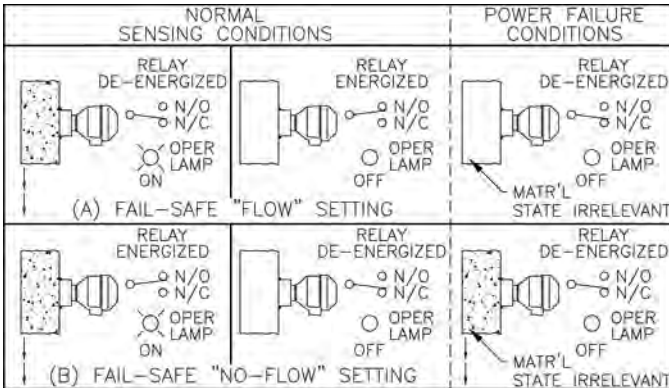 NORMAL
SENSING CONDITIONS
POWER FAILURE
CONDITIONS
RELAY
DE-ENERGIZED
N/O
N/C
OPER
LAMP
ON
RELAY
ENERGIZED
N/O
N/C
OPER
LAMP
OFF
RELAY
DE-ENERGIZED
N/O
N/C
OPER
LAMP
OFF
MATR'L
STATE IRRELEVANT
(A) FAIL-SAFE "FLOW" SETTING
RELAY
ENERGIZED
N/O
N/C
OPER
LAMP
ON
RELAY
DE-ENERGIZED
N/O
N/C
OPER
LAMP
OFF
RELAY
DE-ENERGIZED
N/O
N/C
OPER
LAMP
OFF
MATR'L
STATE IRRELEVANT
(B) FAIL-SAFE "NO-FLOW" SETTING